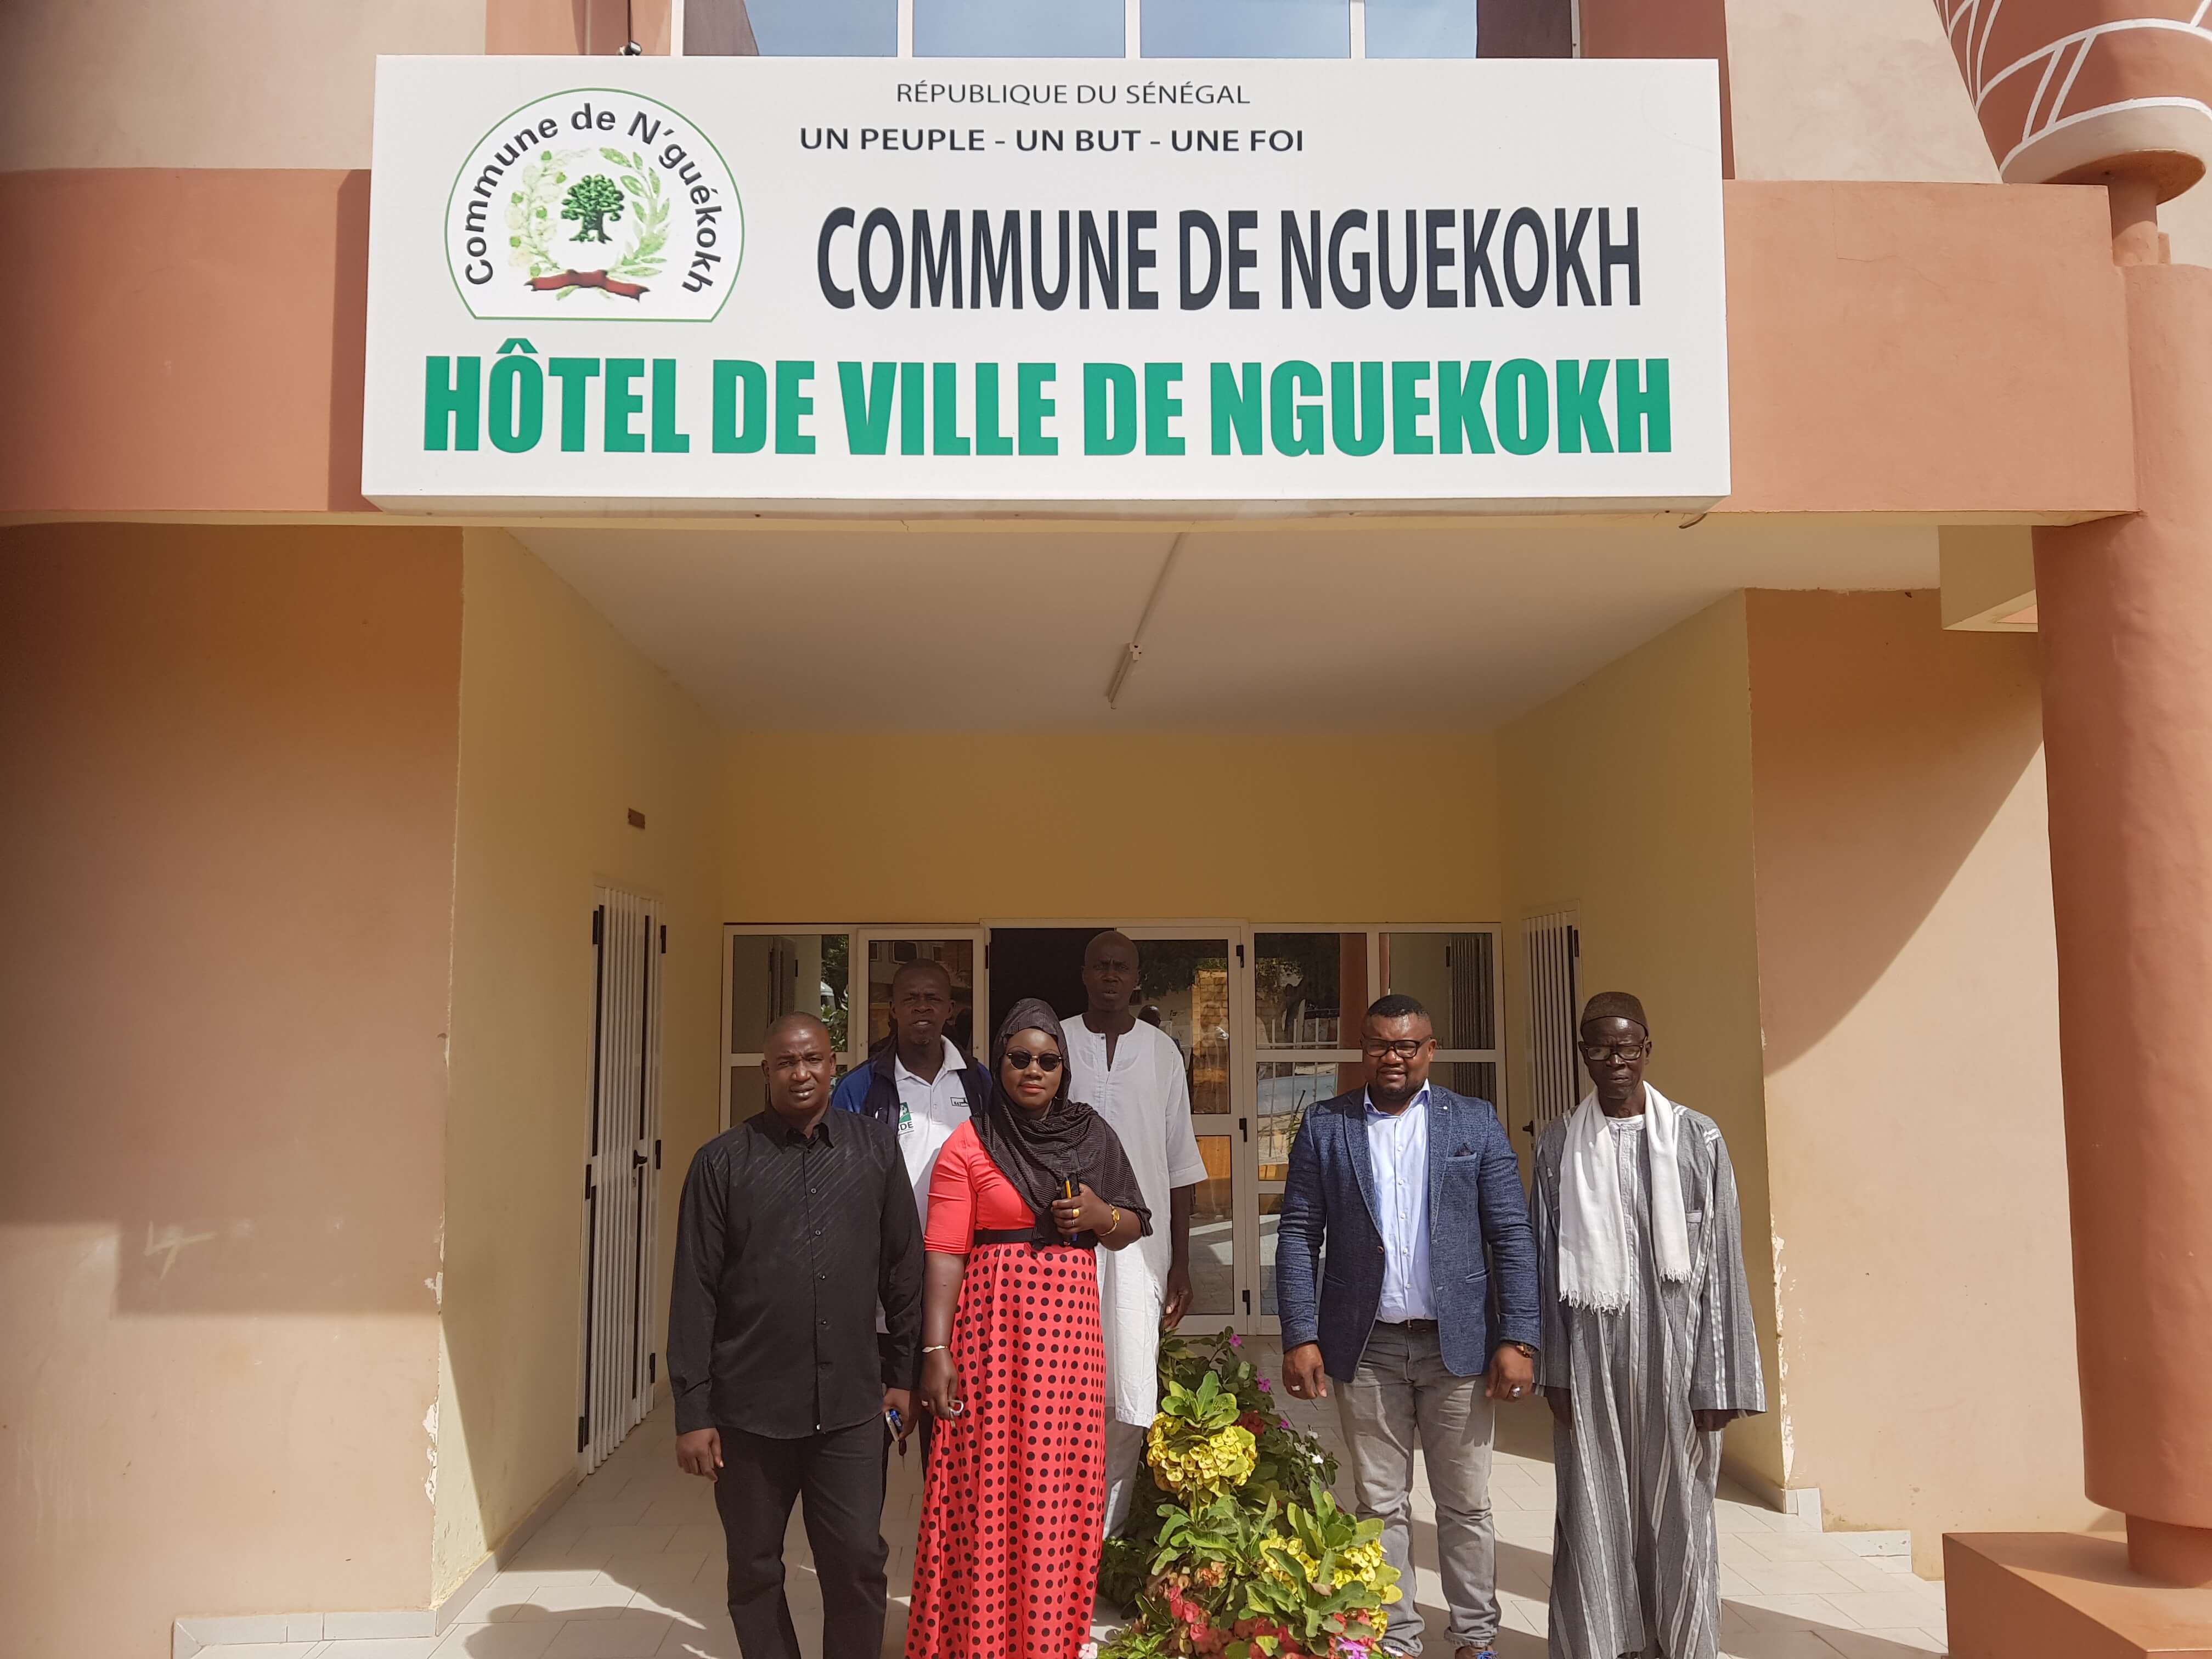 RÉPUBLIQUE DU SÉNÉGAL
UN PEUPLE - UN BUT - UNE FOI
Commune de N'guékokh
COMMUNE DE NGUEKOKH
HÔTEL DE VILLE DE NGUEKOKH